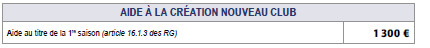 AIDE À LA CRÉATION NOUVEAU CLUB
Aide au titre de la 1re saison (article 16.1.3 des RG) 1 300 €